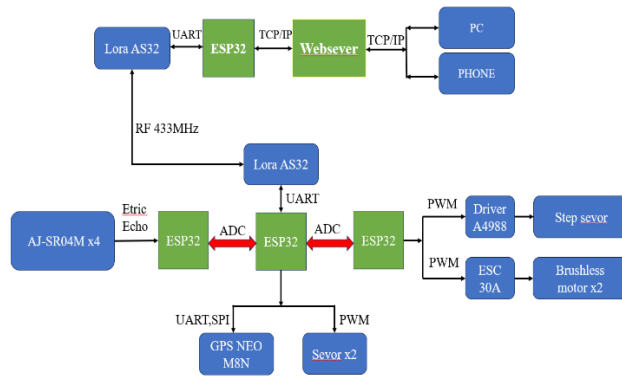 Lora AS32
UART
ESP32
TCP/IP
Websever
TCP/IP
PC
PHONE
RF 433MHz
Lora AS32
UART
AJ-SR04M x4
Etric
Echo
ESP32
ADC
ESP32
ADC
ESP32
PWM
Driver
A4988
Step sevor
PWM
ESC
30A
Brushless
motor x2
UART,SPI
PWM
GPS NEO
M8N
Sevor x2